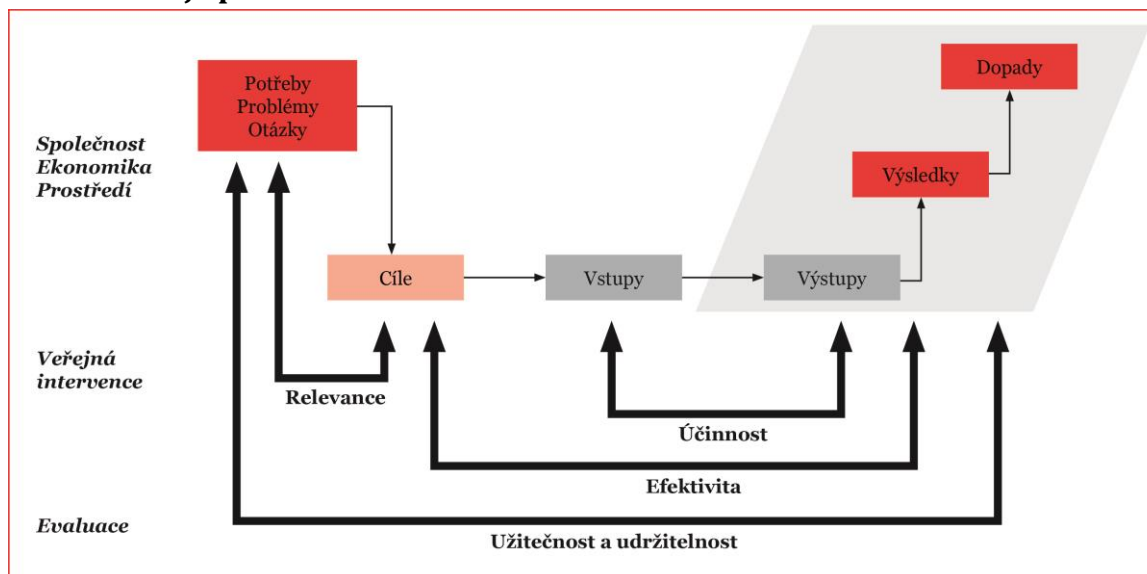 Potřeby
Problémy
Otázky
Dopady
Společnost
Ekonomika
Prostředí
Výsledky
Cíle
Vstupy
Výstupy
Veřejná
intervence
Relevance
Účinnost
Efektivita
Evaluace
Užitečnost a udržitelnost